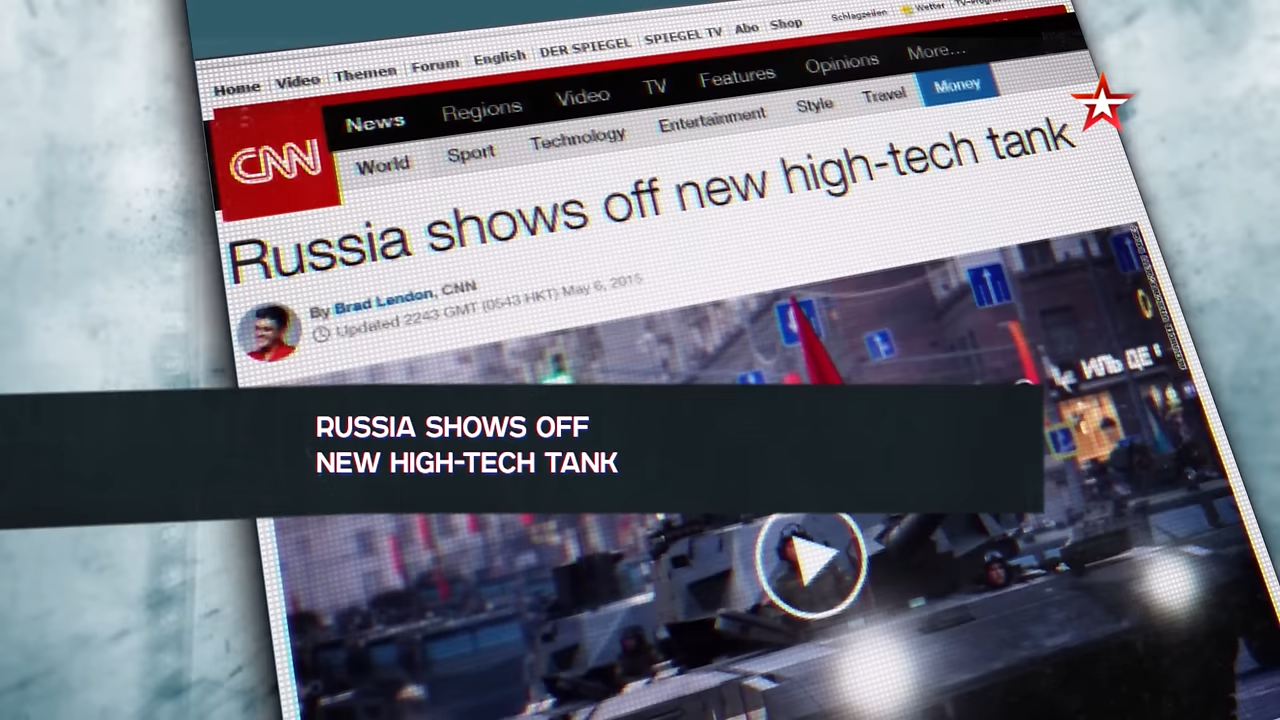 Home Video Themen Forum English DER SPIEGEL SPIEGEL TV Abo Shop
Schlagzeilen Wetter
CNN
News Regions Video TV Features Opinions More...
World Sport Technology Entertainment Style Travel Money
Russia shows off new high-tech tank
By Brad Lendon, CNN
Updated 2243 GMT (0543 HKT) May 6, 2015
ИЛЬ ДЕ
RUSSIA SHOWS OFF
NEW HIGH-TECH TANK